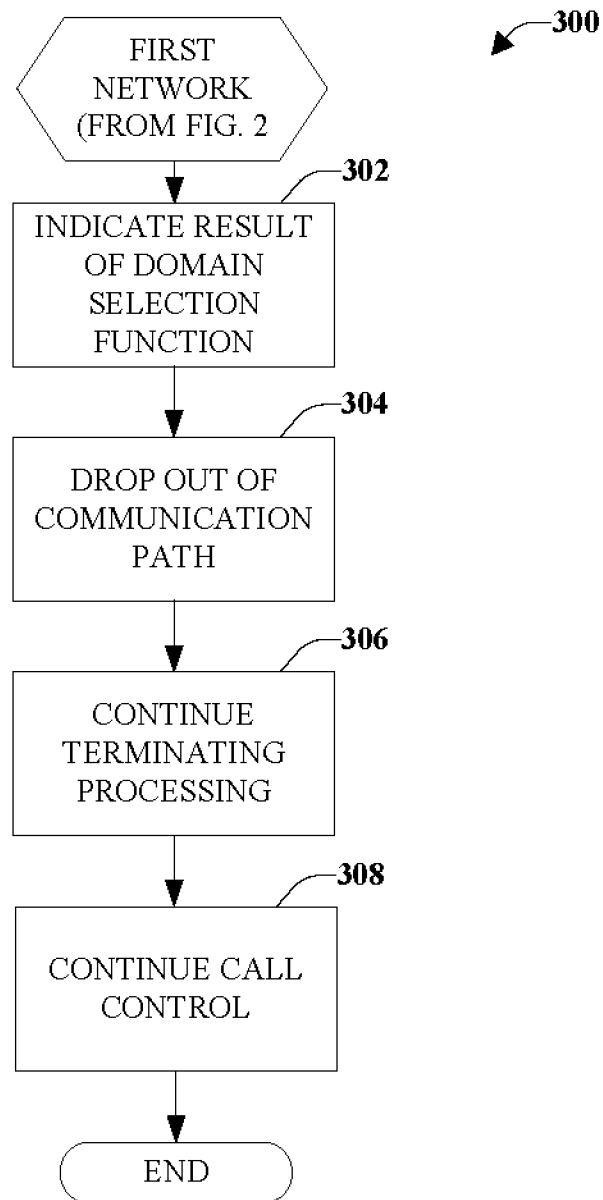 FIRST
NETWORK
(FROM FIG. 2
300
302
INDICATE RESULT
OF DOMAIN
SELECTION
FUNCTION
304
DROP OUT OF
COMMUNICATION
PATH
306
CONTINUE
TERMINATING
PROCESSING
308
CONTINUE CALL
CONTROL
END